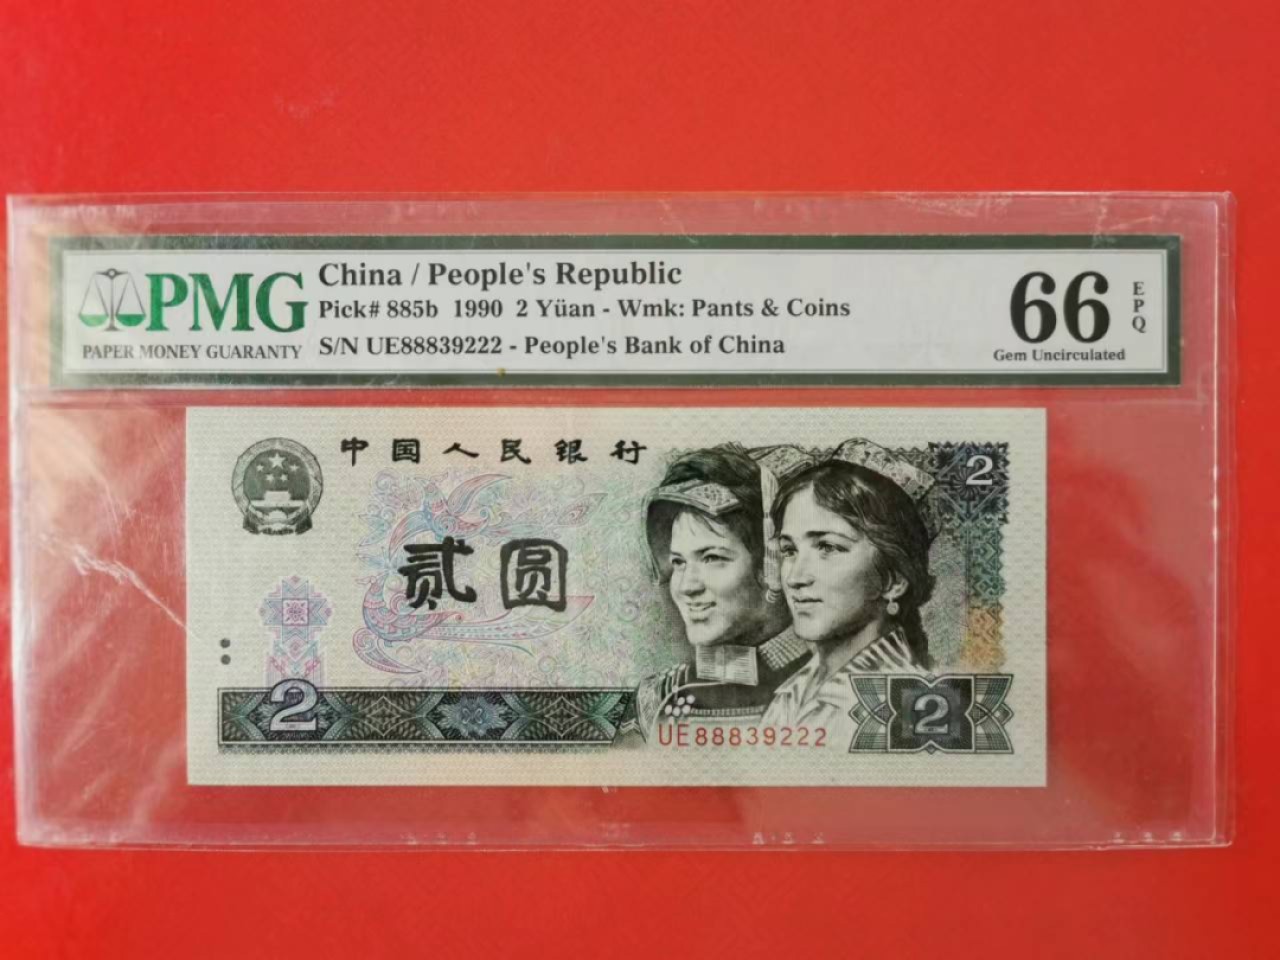 PMG
PAPER MONEY GUARANTY
China / People's Republic
Pick# 885b 1990 2 Yüan - Wmk: Pants & Coins
S/N UE88839222 - People's Bank of China
66
EPQ
Gem Uncirculated
中国人民银行
2
贰圆
2
UE88839222
2